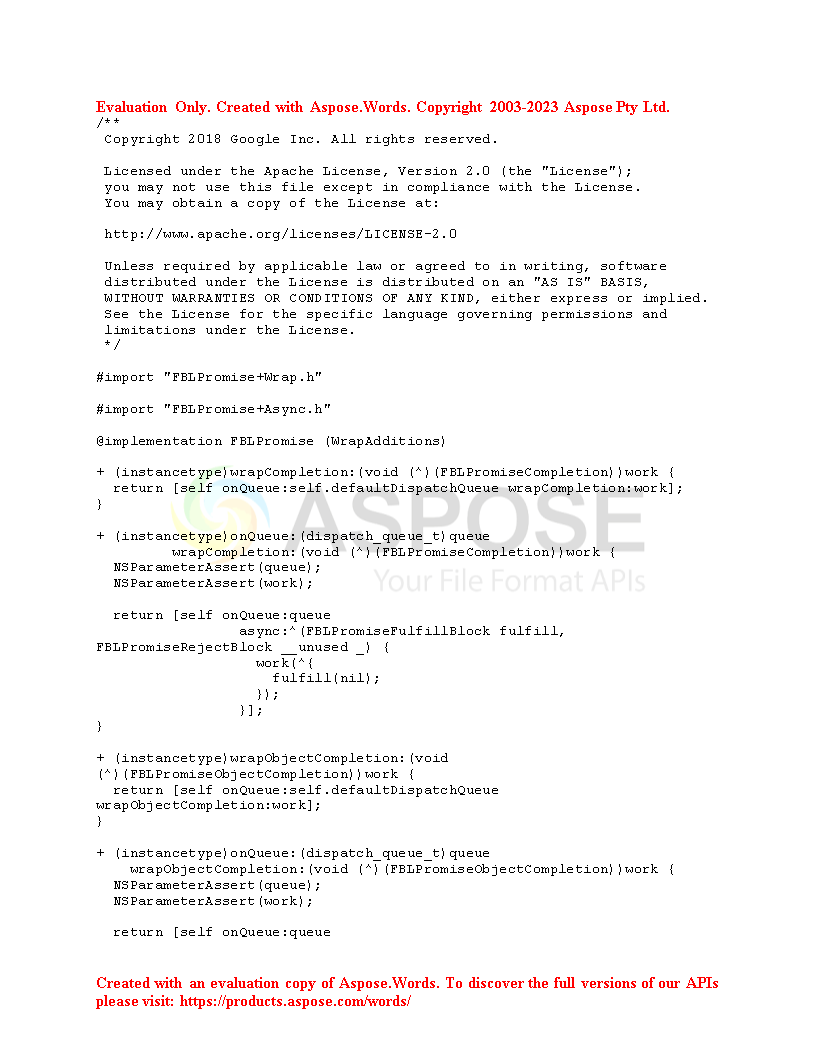 Evaluation Only. Created with Aspose.Words. Copyright 2003-2023 Aspose Pty Ltd.
/**
 Copyright 2018 Google Inc. All rights reserved.

 Licensed under the Apache License, Version 2.0 (the "License");
 you may not use this file except in compliance with the License.
 You may obtain a copy of the License at:

 http://www.apache.org/licenses/LICENSE-2.0

 Unless required by applicable law or agreed to in writing, software
 distributed under the License is distributed on an "AS IS" BASIS,
 WITHOUT WARRANTIES OR CONDITIONS OF ANY KIND, either express or implied.
 See the License for the specific language governing permissions and
 limitations under the License.
 */

#import "FBLPromise+Wrap.h"

#import "FBLPromise+Async.h"

@implementation FBLPromise (WrapAdditions)

+ (instancetype)wrapCompletion:(void (^)(FBLPromiseCompletion))work {
  return [self onQueue:self.defaultDispatchQueue wrapCompletion:work];
}

+ (instancetype)onQueue:(dispatch_queue_t)queue
         wrapCompletion:(void (^)(FBLPromiseCompletion))work {
  NSParameterAssert(queue);
  NSParameterAssert(work);

  return [self onQueue:queue
                 async:^(FBLPromiseFulfillBlock fulfill,
FBLPromiseRejectBlock __unused _) {
                   work(^{
                     fulfill(nil);
                   });
                 }];
}

+ (instancetype)wrapObjectCompletion:(void
(^)(FBLPromiseObjectCompletion))work {
  return [self onQueue:self.defaultDispatchQueue
wrapObjectCompletion:work];
}

+ (instancetype)onQueue:(dispatch_queue_t)queue
    wrapObjectCompletion:(void (^)(FBLPromiseObjectCompletion))work {
  NSParameterAssert(queue);
  NSParameterAssert(work);

  return [self onQueue:queue
ASPOSE
Your File Format APIs
Created with an evaluation copy of Aspose.Words. To discover the full versions of our APIs
please visit: https://products.aspose.com/words/